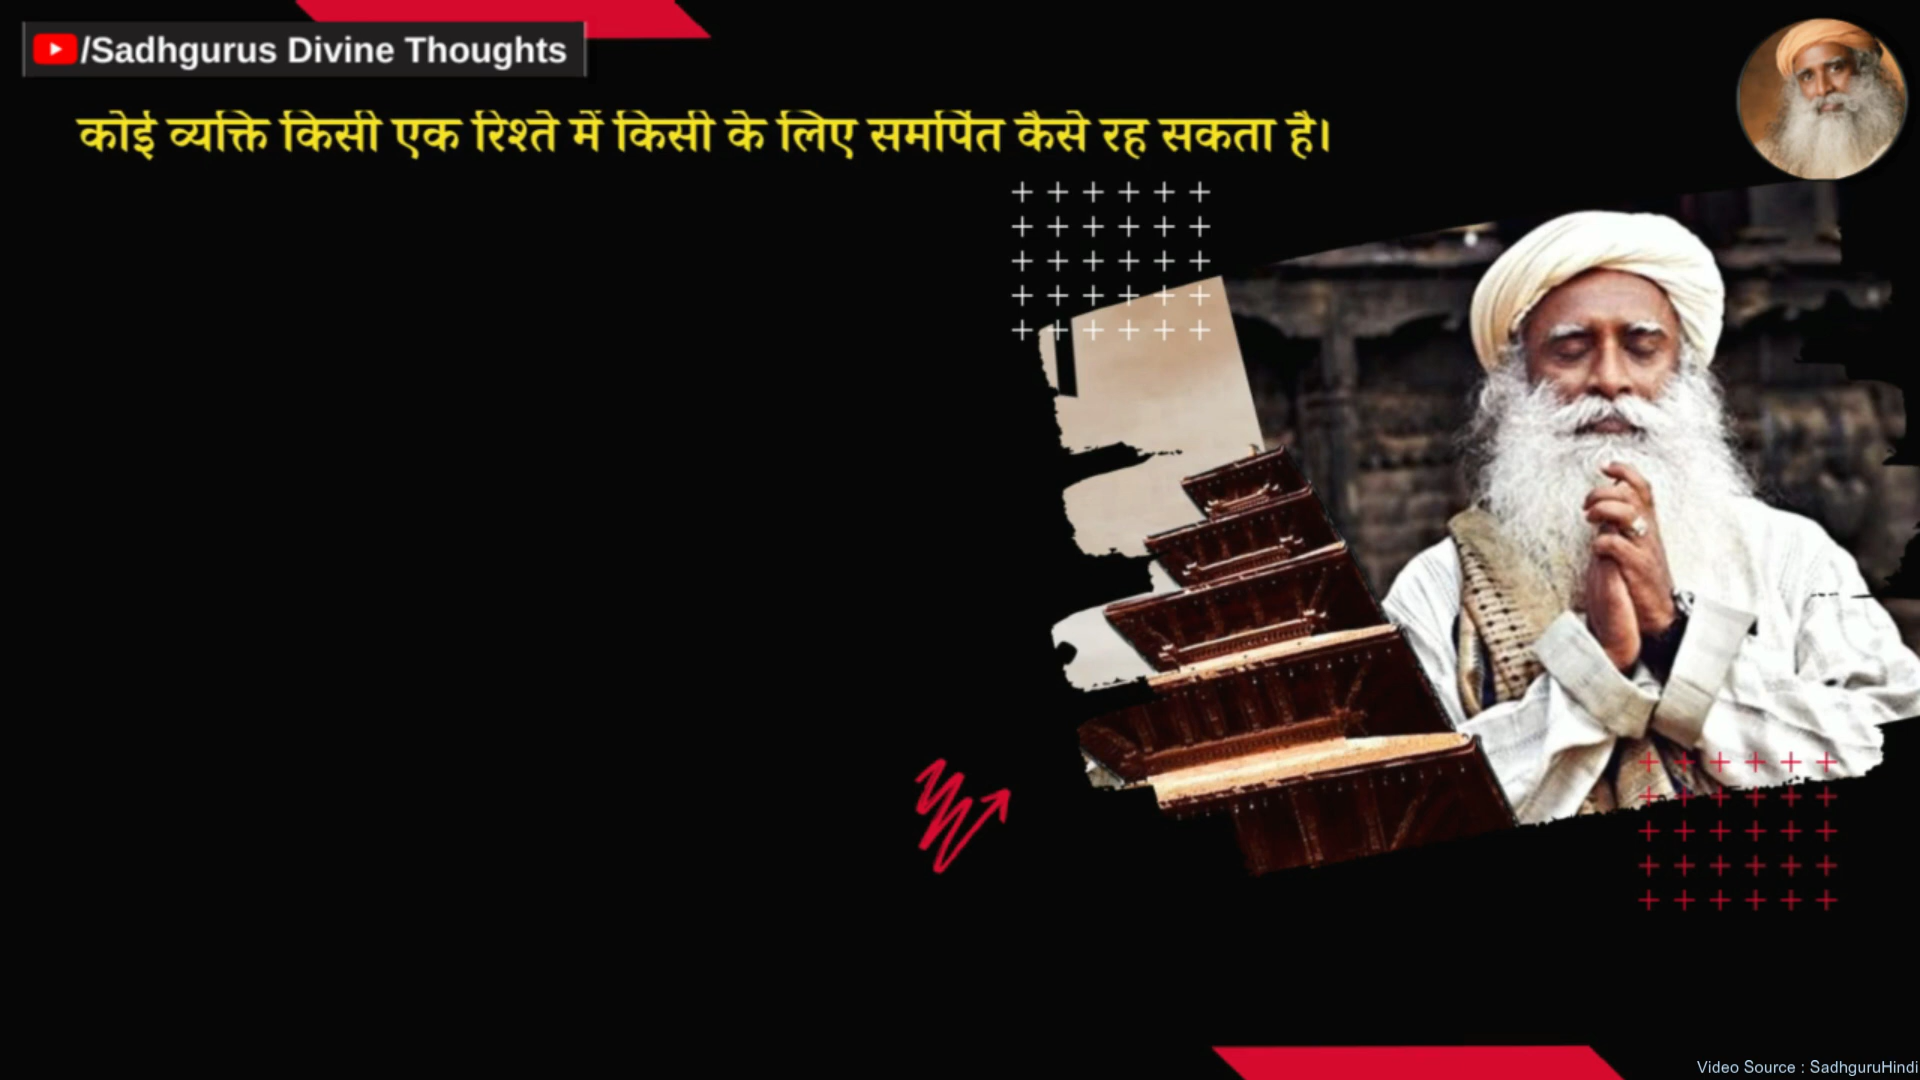 /Sadhgurus Divine Thoughts
कोई व्यक्ति किसी एक रिश्ते में किसी के लिए समर्पित कैसे रह सकता है।
Video Source : SadhguruHindi